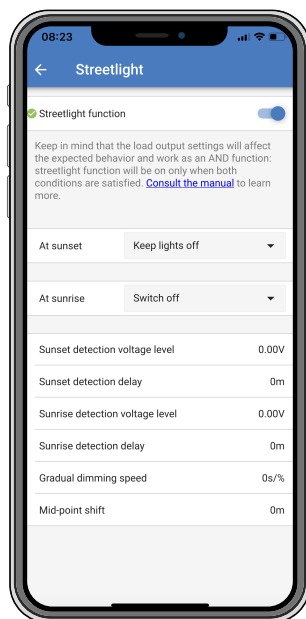 08:23
Streetlight
Streetlight function
Keep in mind that the load output settings will affect
the expected behavior and work as an AND function:
streetlight function will be on only when both
conditions are satisfied. Consult the manual to learn
more.
At sunset Keep lights off
At sunrise Switch off
Sunset detection voltage level 0.00V
Sunset detection delay 0m
Sunrise detection voltage level 0.00V
Sunrise detection delay 0m
Gradual dimming speed 0s/%
Mid-point shift 0m